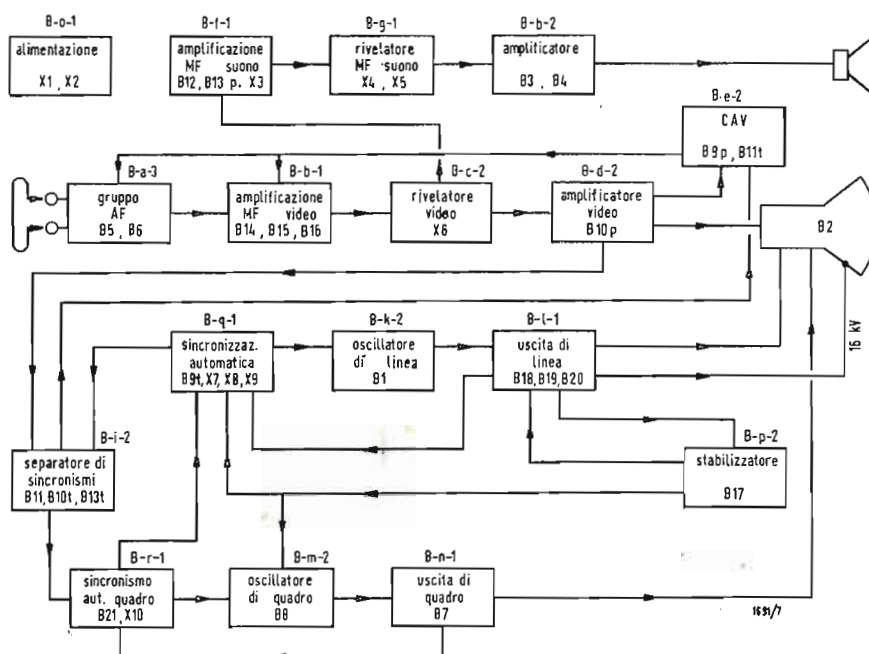 B-o-1
alimentazione
X1, X2
B-f-1
amplificazione
MF suono
B12, B13 p. X3
B-g-1
rivelatore
MF suono
X4, X5
B-b-2
amplificatore
B3, B4
B-e-2
CAV
B9p, B11t
B-a-3
gruppo
AF
B5, B6
B-b-1
amplificazione
MF video
B14, B15, B16
B-c-2
rivelatore
video
X6
B-d-2
amplificatore
video
B10p
B2
16 kV
B-q-1
sincronizzaz.
automatica
B9t, X7, X8, X9
B-k-2
oscillatore
di linea
B1
B-l-1
uscita di
linea
B18, B19, B20
B-p-2
stabilizzatore
B17
B-i-2
separatore di
sincronismi
B11, B10t, B13t
B-r-1
sincronismo
aut. quadro
B21, X10
B-m-2
oscillatore
di quadro
B8
B-n-1
uscita di
quadro
B7
1691/7